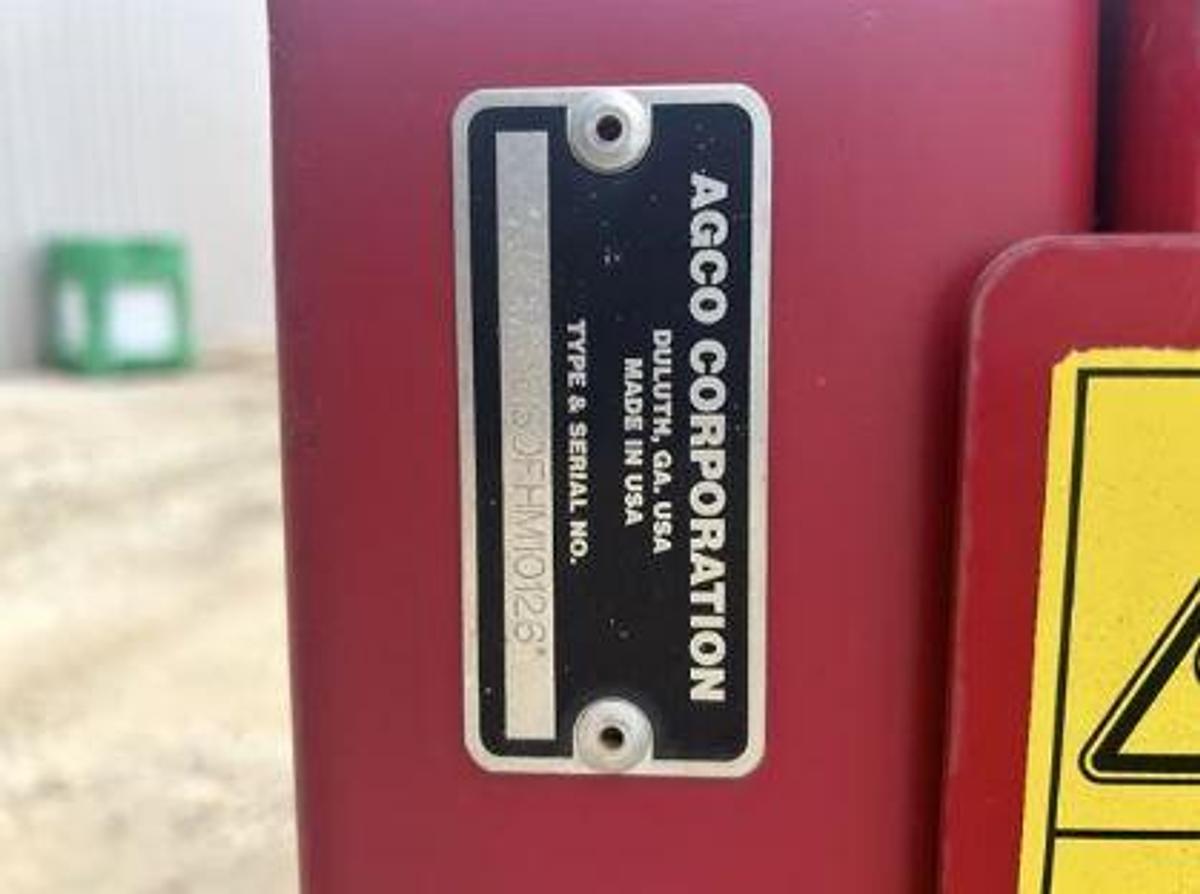 AGCO CORPORATION
DULUTH, GA. USA
MADE IN USA
TYPE & SERIAL NO.